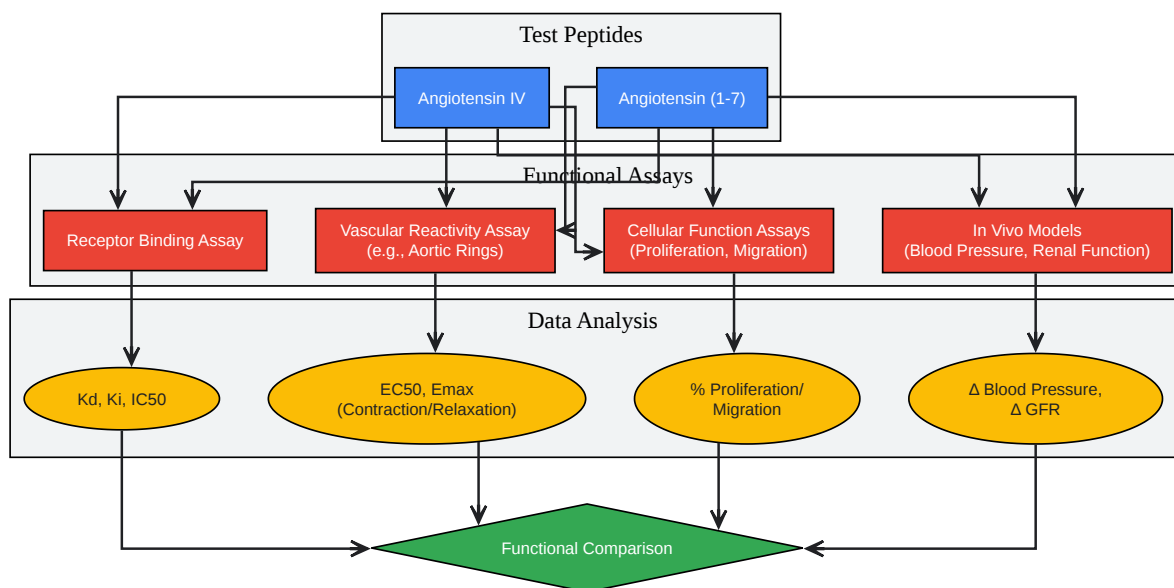 Test Peptides
Angiotensin IV
Angiotensin (1-7)
Functional Assays
Receptor Binding Assay
Vascular Reactivity Assay
(e.g., Aortic Rings)
Cellular Function Assays
(Proliferation, Migration)
In Vivo Models
(Blood Pressure, Renal Function)
Data Analysis
Kd, Ki, IC50
EC50, Emax
(Contraction/Relaxation)
% Proliferation/
Migration
Δ Blood Pressure,
Δ GFR
Functional Comparison